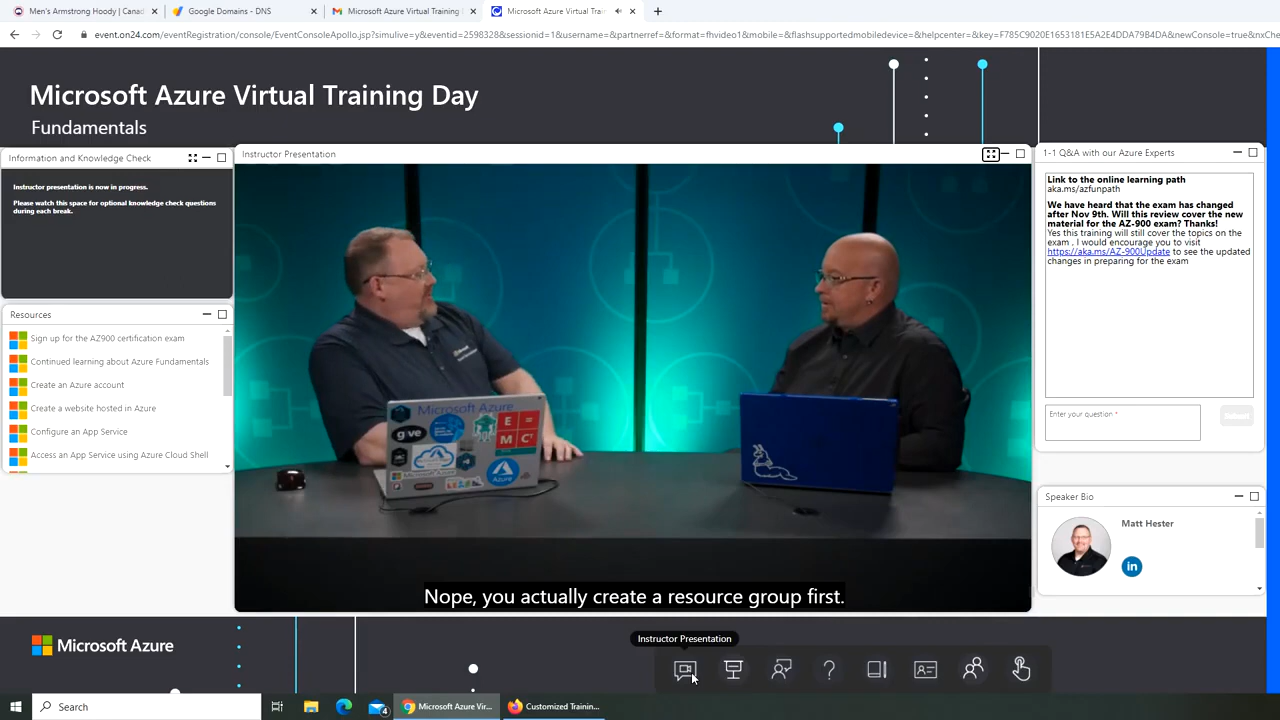 Men's Armstrong Hoody | Canad
Google Domains - DNS
Microsoft Azure Virtual Training
Microsoft Azure Virtual Train
event.on24.com/eventRegistration/console/EventConsoleApollo.jsp?simulive=y&eventid=2598328&sessionid=1&username=&partnerref=&format=fhvideo1&mobile=&flashsupportedmobiledevice=&helpcenter=&key=F785C9020E1653181E5A2E4DDA79B4DA&newConsole=true&nxChe
Microsoft Azure Virtual Training Day
Fundamentals
Information and Knowledge Check
Instructor presentation is now in progress.
Please watch this space for optional knowledge check questions
during each break.
Resources
Sign up for the AZ900 certification exam
Continued learning about Azure Fundamentals
Create an Azure account
Create a website hosted in Azure
Configure an App Service
Access an App Service using Azure Cloud Shell
Instructor Presentation
Microsoft Azure
give
E =
M C²
Microsoft Azure
Azure
Nope, you actually create a resource group first.
1-1 Q&A with our Azure Experts
Link to the online learning path
aka.ms/azfunpath
We have heard that the exam has changed
after Nov 9th. Will this review cover the new
material for the AZ-900 exam? Thanks!
Yes this training will still cover the topics on the
exam , I would encourage you to visit
https://aka.ms/AZ-900Update to see the updated
changes in preparing for the exam
Enter your question *
Submit
Speaker Bio
Matt Hester
in
Microsoft Azure
Instructor Presentation
Search
4
Microsoft Azure Vir...
Customized Trainin...